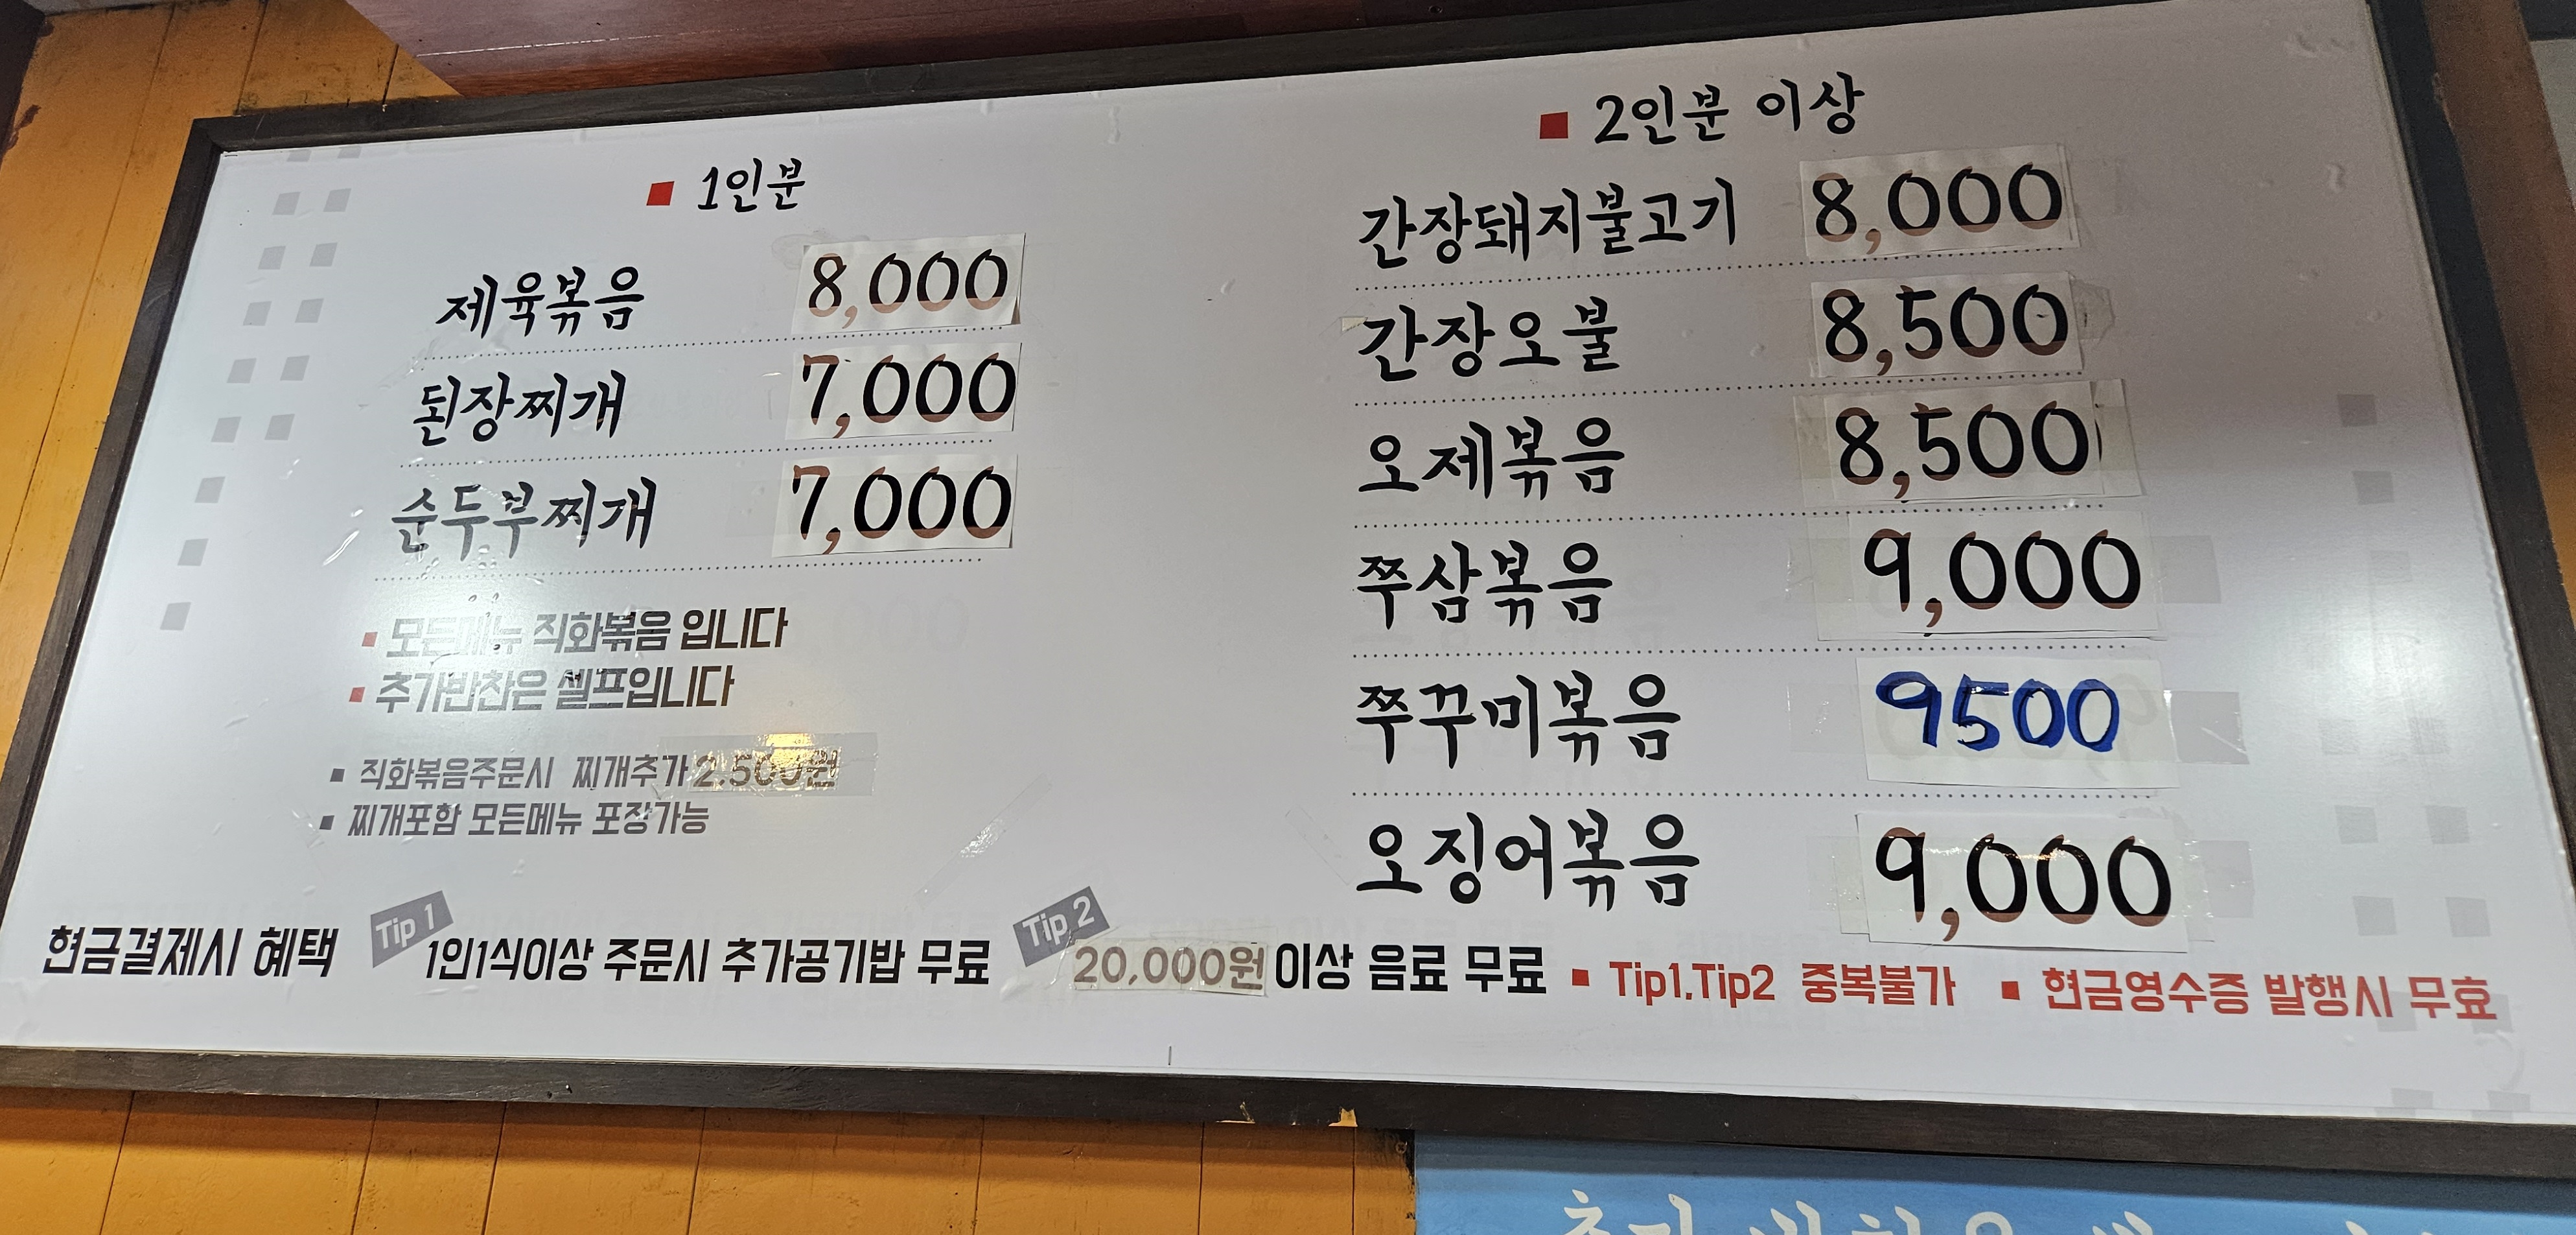 1인분
제육볶음 8,000
된장찌개 7,000
순두부찌개 7,000
모든메뉴 직화볶음 입니다
추가반찬은 셀프입니다
직화볶음주문시 찌개추가 2.500원
찌개포함 모든메뉴 포장가능
2인분 이상
간장돼지불고기 8,000
간장오불 8,500
오제볶음 8,500
쭈삼볶음 9,000
쭈꾸미볶음 9500
오징어볶음 9,000
현금결제시 혜택 Tip 1 1인1식이상 주문시 추가공기밥 무료 Tip 2 20,000원 이상 음료 무료 Tip1,Tip2 중복불가 현금영수증 발행시 무효